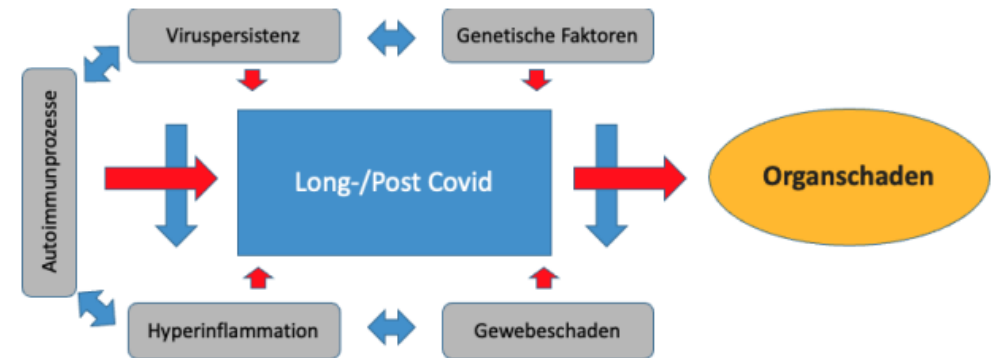 Viruspersistenz
Genetische Faktoren
Autoimmunprozesse
Long-/Post Covid
Organschaden
Hyperinflammation
Gewebeschaden